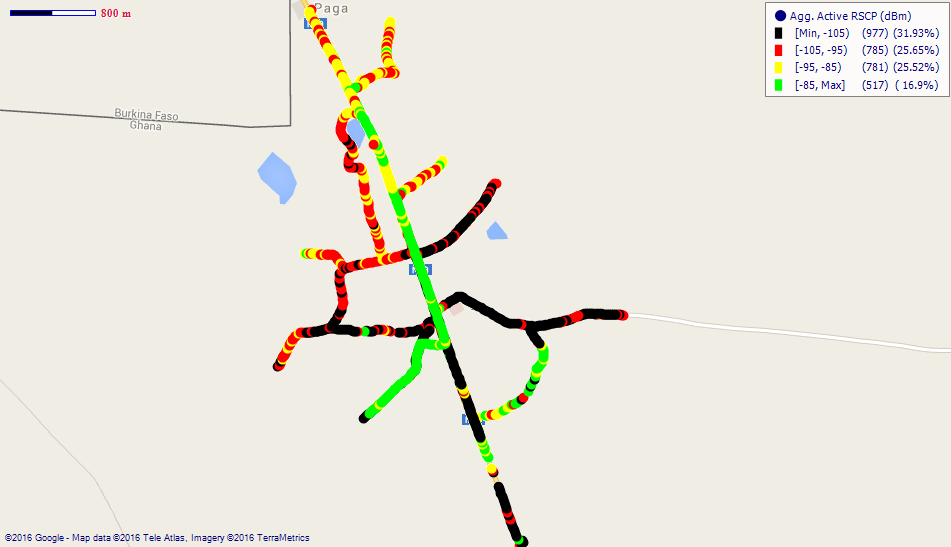 800 m
Paga
Agg. Active RSCP (dBm)
[Min, -105) (977) (31.93%)
[-105, -95) (785) (25.65%)
[-95, -85) (781) (25.52%)
[-85, Max] (517) ( 16.9%)
Burkina Faso
Ghana
©2016 Google - Map data ©2016 Tele Atlas, Imagery ©2016 TerraMetrics